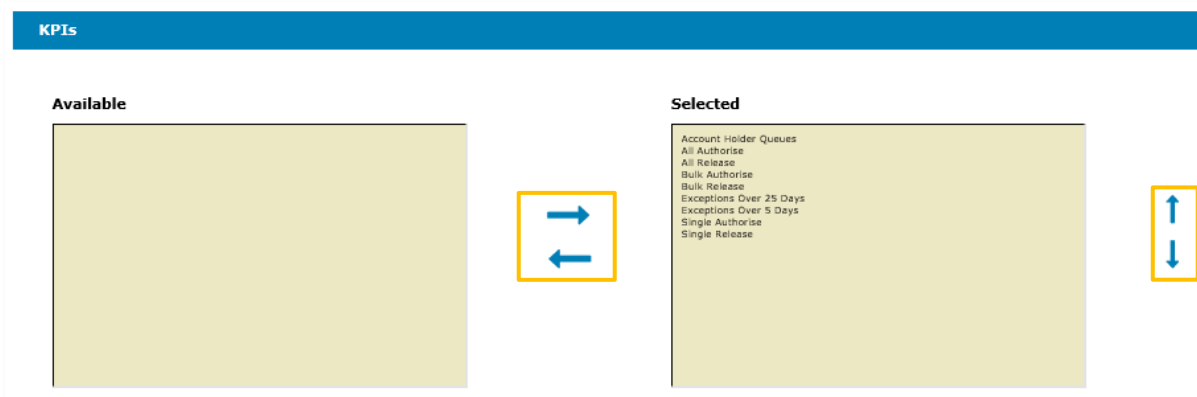 KPIs
Available
Selected
Account Holder Queues
All Authorise
All Release
Bulk Authorise
Bulk Release
Exceptions Over 25 Days
Exceptions Over 5 Days
Single Authorise
Single Release